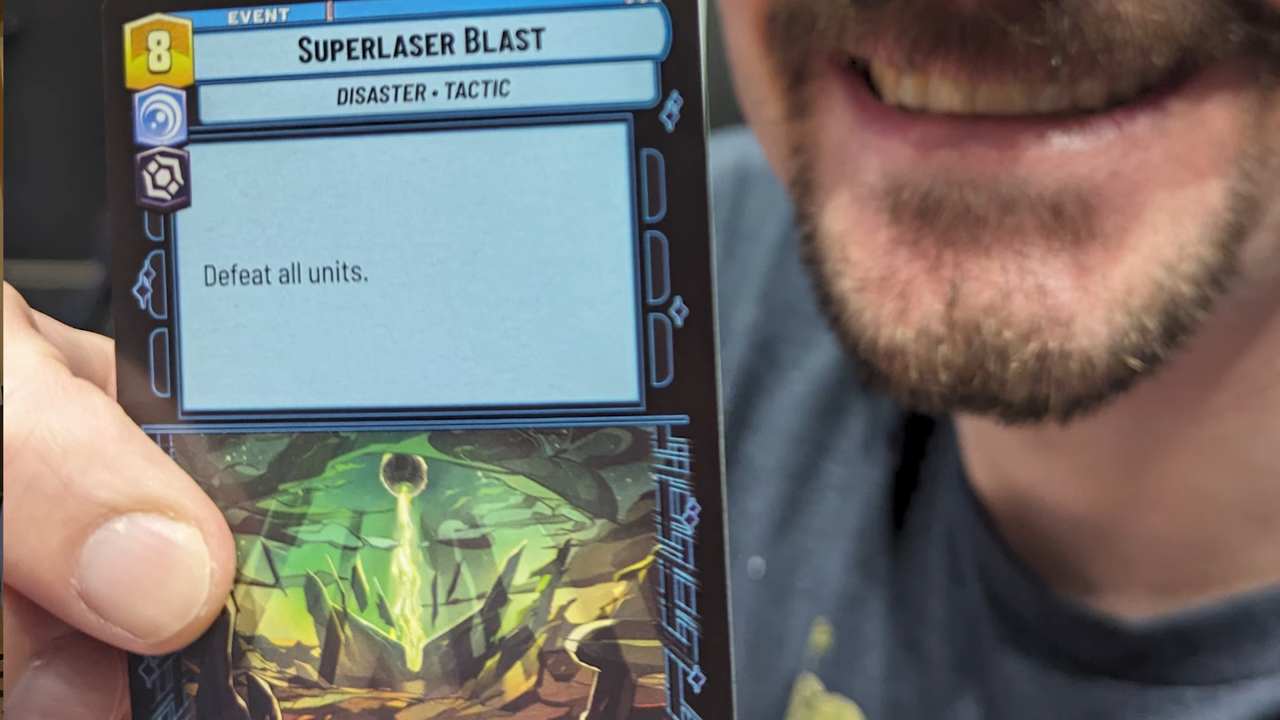 EVENT
8
SUPERLASER BLAST
DISASTER • TACTIC
Defeat all units.